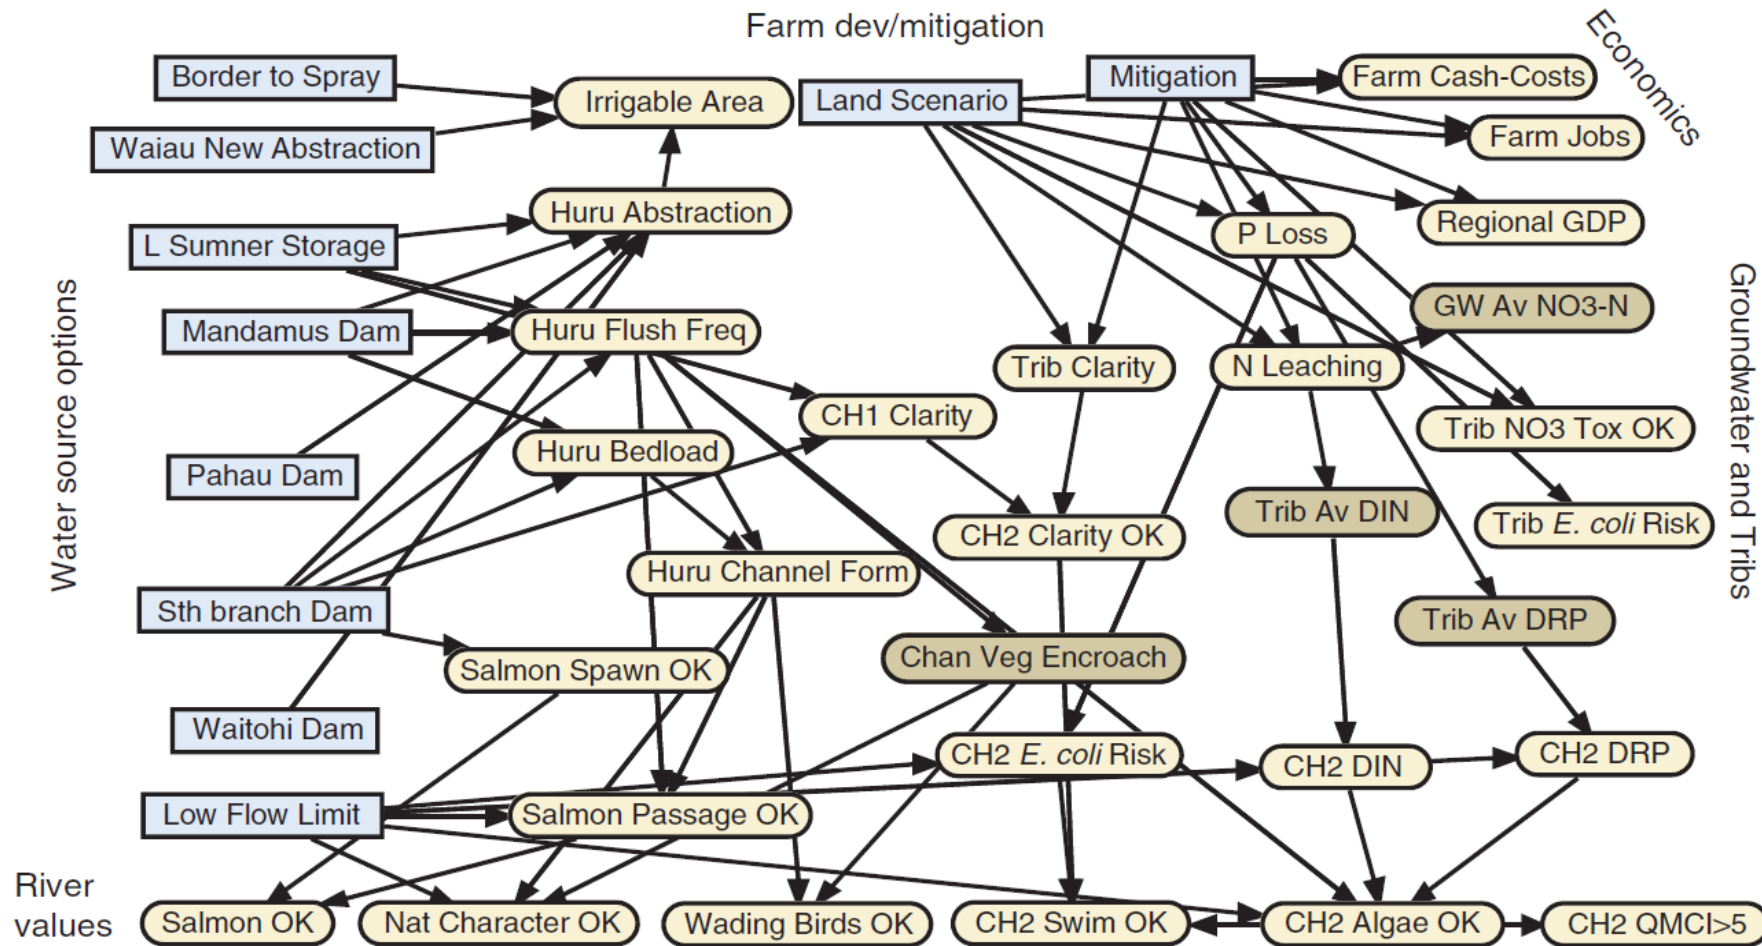 Farm dev/mitigation
Economics
Border to Spray
Irrigable Area
Land Scenario
Mitigation
Farm Cash-Costs
Waiau New Abstraction
Farm Jobs
Huru Abstraction
P Loss
Regional GDP
L Sumner Storage
Water source options
Groundwater and Tribs
GW Av NO3-N
Mandamus Dam
Huru Flush Freq
Trib Clarity
N Leaching
CH1 Clarity
Trib NO3 Tox OK
Huru Bedload
Pahau Dam
Trib Av DIN
Trib E. coli Risk
CH2 Clarity OK
Huru Channel Form
Sth branch Dam
Trib Av DRP
Salmon Spawn OK
Chan Veg Encroach
Waitohi Dam
CH2 E. coli Risk
CH2 DIN
CH2 DRP
Low Flow Limit
Salmon Passage OK
River
values
Salmon OK
Nat Character OK
Wading Birds OK
CH2 Swim OK
CH2 Algae OK
CH2 QMCI>5